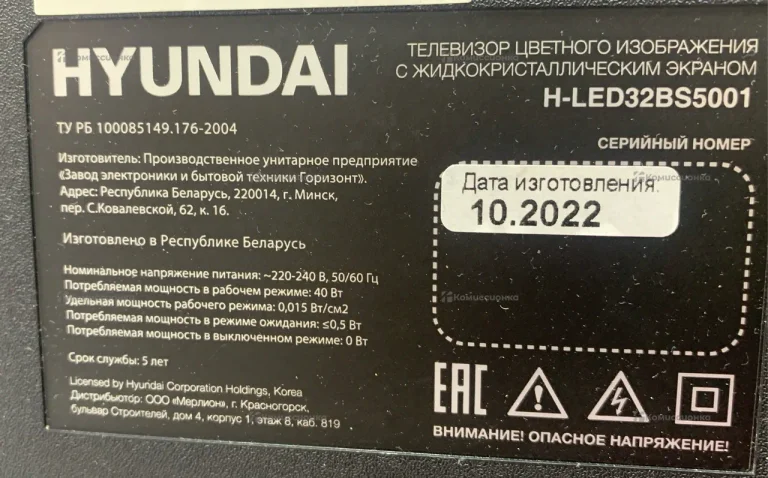 HYUNDAI
ТЕЛЕВИЗОР ЦВЕТНОГО ИЗОБРАЖЕНИЯ
С ЖИДКОКРИСТАЛЛИЧЕСКИМ ЭКРАНОМ
H-LED32BS5001
ТУ РБ 100085149.176-2004
СЕРИЙНЫЙ НОМЕР
Изготовитель: Производственное унитарное предприятие
«Завод электроники и бытовой техники Горизонт».
Адрес: Республика Беларусь, 220014, г. Минск,
пер. С.Ковалевской, 62, к. 16.
Дата изготовления:
10.2022
Изготовлено в Республике Беларусь
Номинальное напряжение питания: ~220-240 В, 50/60 Гц
Потребляемая мощность в рабочем режиме: 40 Вт
Удельная мощность рабочего режима: 0,015 Вт/см2
Потребляемая мощность в режиме ожидания: ≤0,5 Вт
Потребляемая мощность в выключенном режиме: 0 Вт
Срок службы: 5 лет
Licensed by Hyundai Corporation Holdings, Korea
Дистрибьютор: ООО «Мерлион», г. Красногорск,
бульвар Строителей, дом 4, корпус 1, этаж 8, каб. 819
EAC
ВНИМАНИЕ! ОПАСНОЕ НАПРЯЖЕНИЕ!
Комиссионка
Комиссионка
Комиссионка
Комиссионка